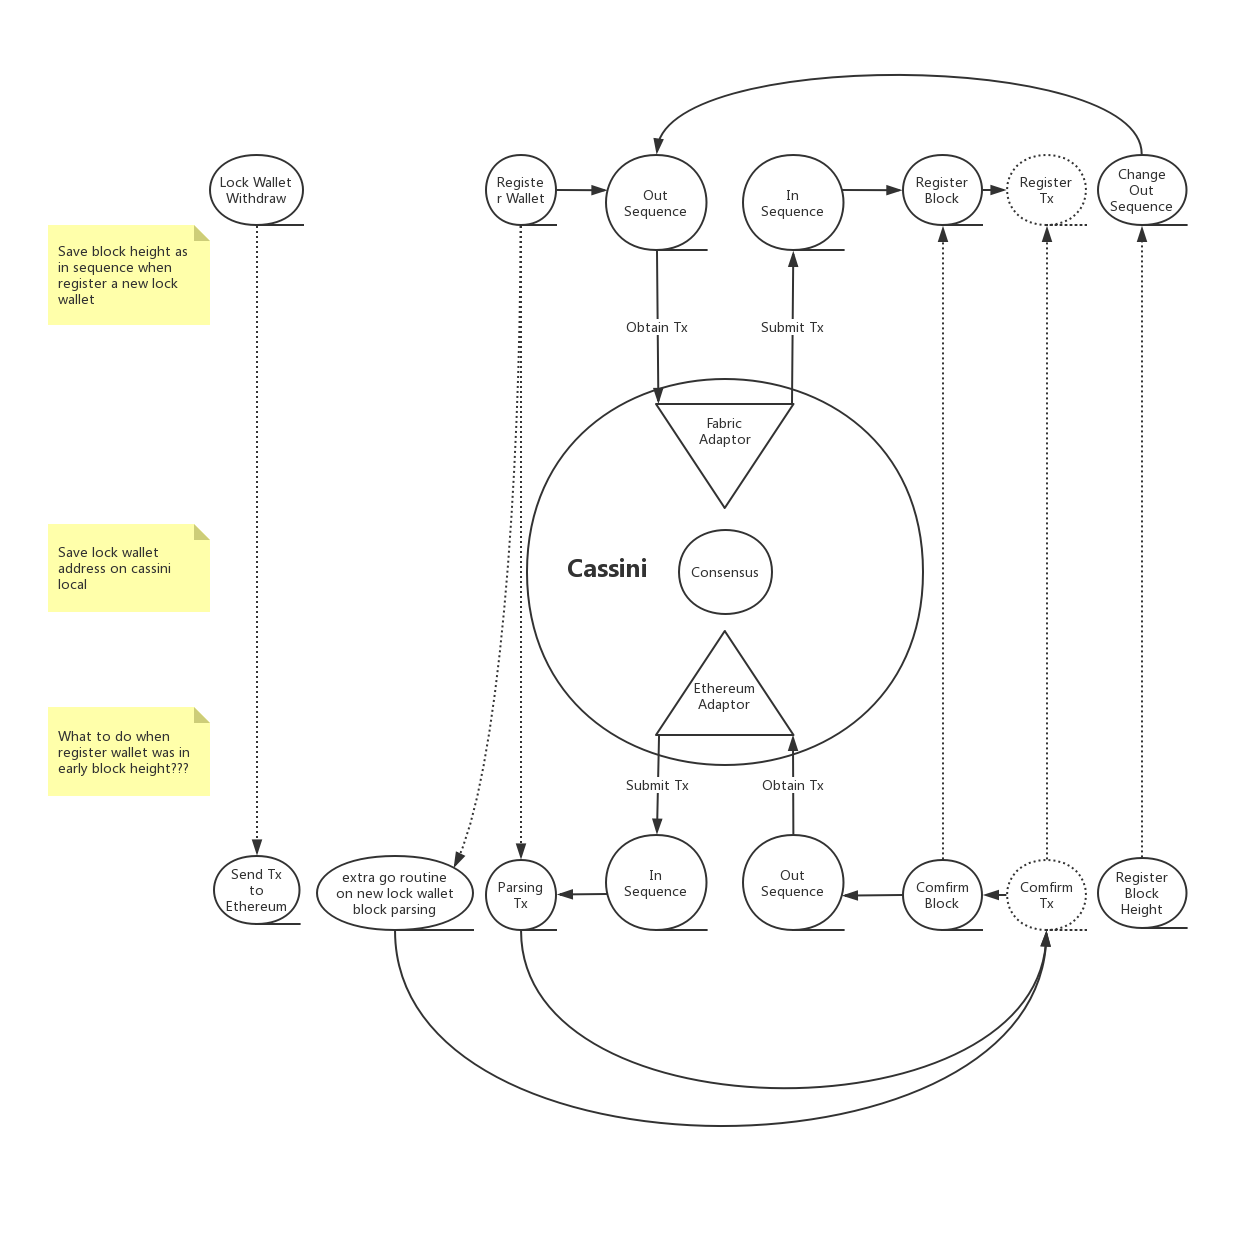 Lock Wallet
Withdraw
Registe
r Wallet
Out
Sequence
In
Sequence
Register
Block
Register
Tx
Change
Out
Sequence
Save block height as
in sequence when
register a new lock
wallet
Obtain Tx
Submit Tx
Fabric
Adaptor
Save lock wallet
address on cassini
local
Cassini
Consensus
Ethereum
Adaptor
What to do when
register wallet was in
early block height???
Submit Tx
Obtain Tx
Send Tx
to
Ethereum
extra go routine
on new lock wallet
block parsing
Parsing
Tx
In
Sequence
Out
Sequence
Comfirm
Block
Comfirm
Tx
Register
Block
Height